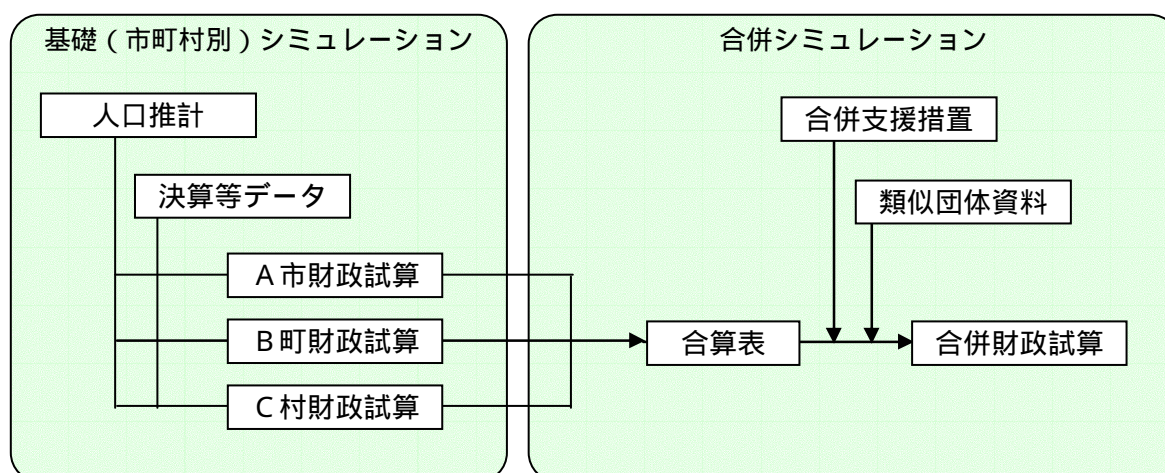 基礎（市町村別）シミュレーション
人口推計
決算等データ
Ａ市財政試算
Ｂ町財政試算
Ｃ村財政試算
合併シミュレーション
合併支援措置
類似団体資料
合算表
合併財政試算